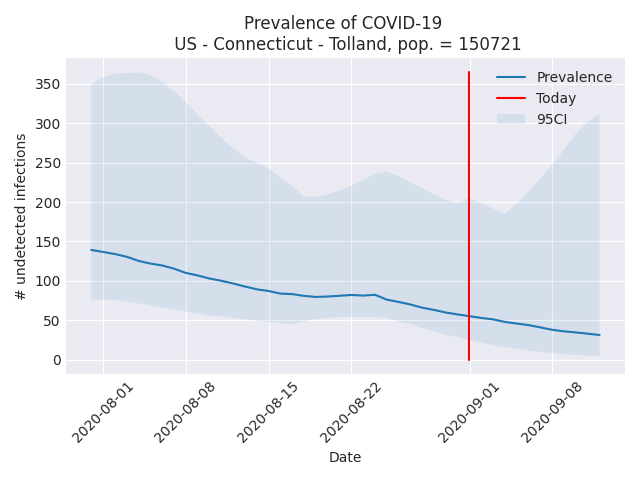 Prevalence of COVID-19
US - Connecticut - Tolland, pop. = 150721
# undetected infections
350
300
250
200
150
100
50
0
Prevalence
Today
95CI
2020-08-01
2020-08-08
2020-08-15
2020-08-22
2020-09-01
2020-09-08
Date